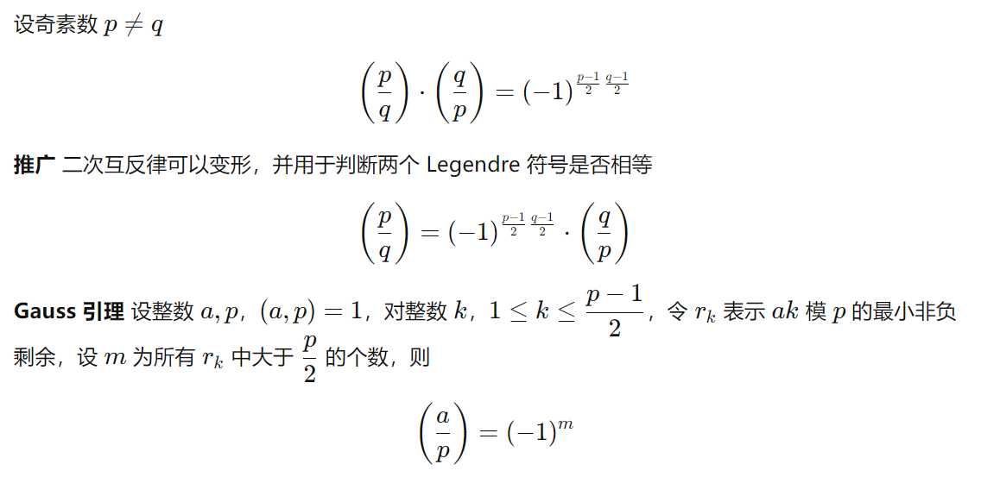 设奇素数 $p \neq q$
$$\left(\frac{p}{q}\right) \cdot \left(\frac{q}{p}\right) = (-1)^{\frac{p-1}{2}\frac{q-1}{2}}$$
推广 二次互反律可以变形，并用于判断两个 Legendre 符号是否相等
$$\left(\frac{p}{q}\right) = (-1)^{\frac{p-1}{2}\frac{q-1}{2}} \cdot \left(\frac{q}{p}\right)$$
Gauss 引理 设整数 $a, p$，$(a, p) = 1$，对整数 $k$，$1 \leq k \leq \dfrac{p-1}{2}$，令 $r_k$ 表示 $ak$ 模 $p$ 的最小非负
剩余，设 $m$ 为所有 $r_k$ 中大于 $\dfrac{p}{2}$ 的个数，则
$$\left(\frac{a}{p}\right) = (-1)^m$$